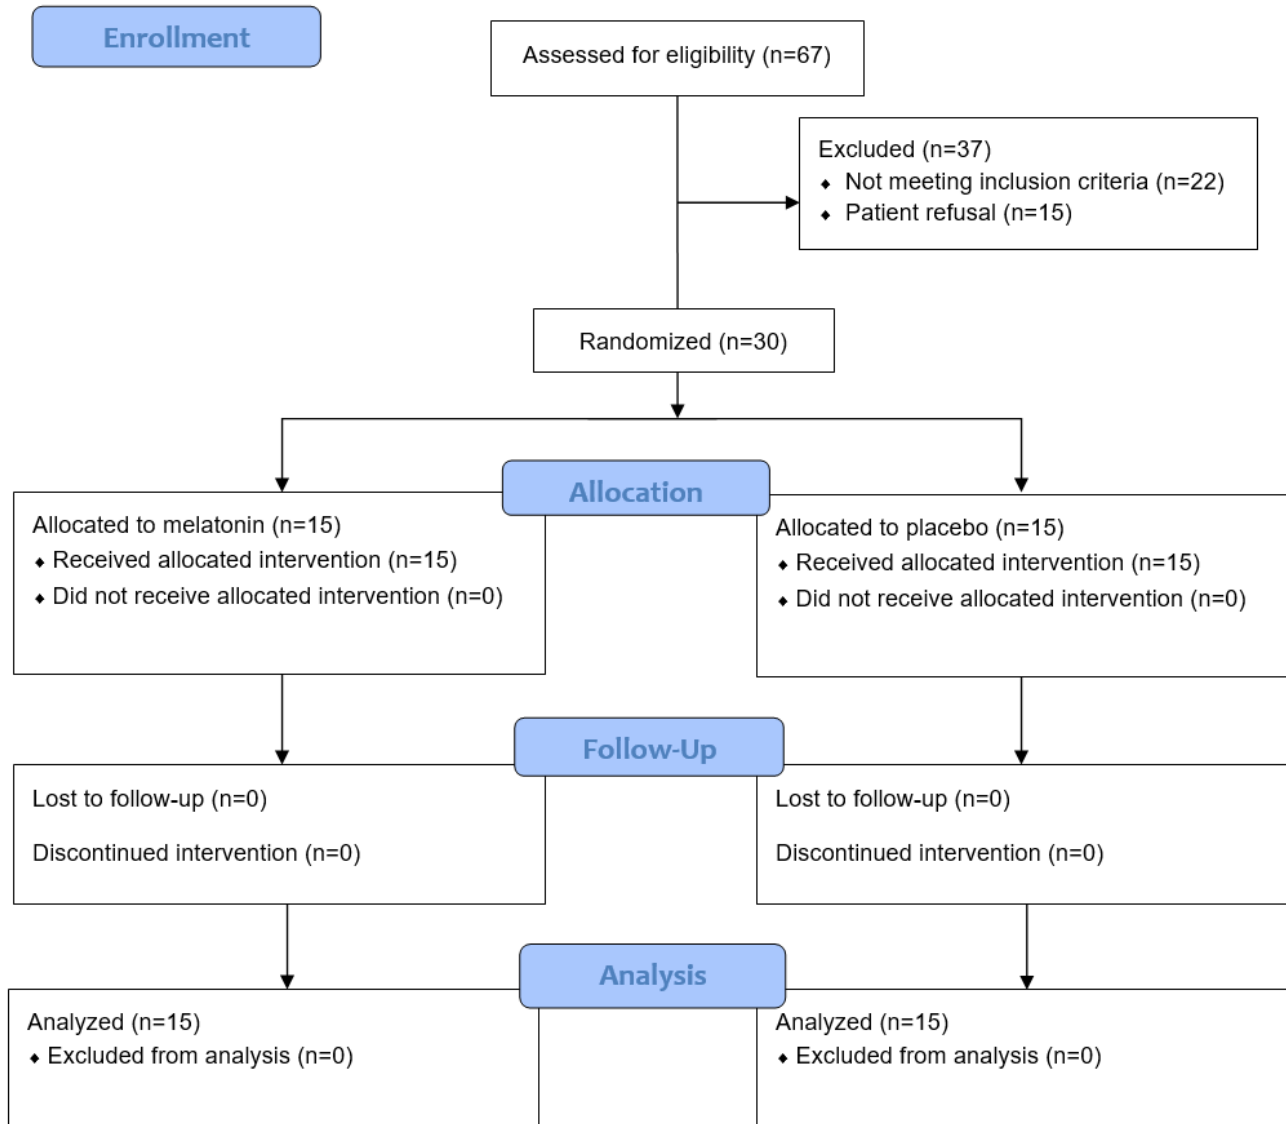 Enrollment
Assessed for eligibility (n=67)
Excluded (n=37)
⬥ Not meeting inclusion criteria (n=22)
⬥ Patient refusal (n=15)
Randomized (n=30)
Allocation
Allocated to melatonin (n=15)
⬥ Received allocated intervention (n=15)
⬥ Did not receive allocated intervention (n=0)
Allocated to placebo (n=15)
⬥ Received allocated intervention (n=15)
⬥ Did not receive allocated intervention (n=0)
Follow-Up
Lost to follow-up (n=0)
Discontinued intervention (n=0)
Lost to follow-up (n=0)
Discontinued intervention (n=0)
Analysis
Analyzed (n=15)
⬥ Excluded from analysis (n=0)
Analyzed (n=15)
⬥ Excluded from analysis (n=0)